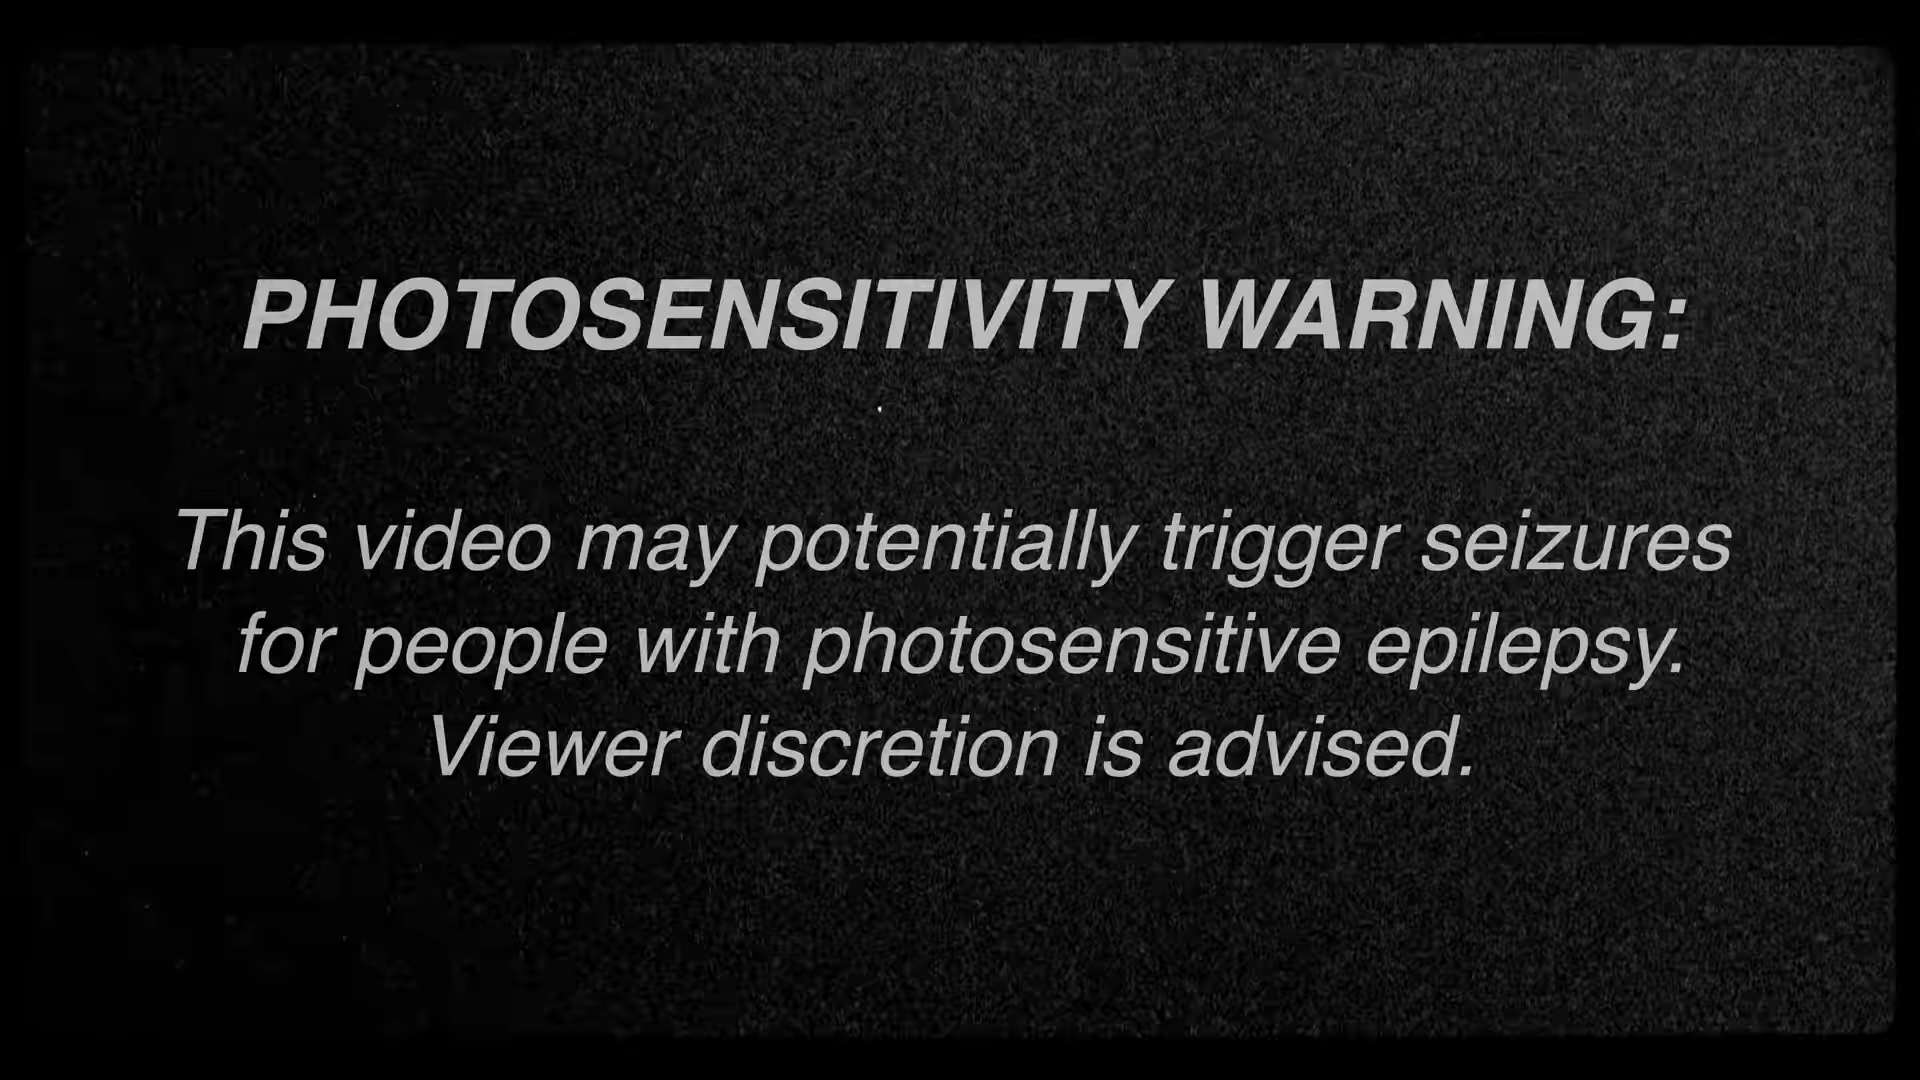 PHOTOSENSITIVITY WARNING:
This video may potentially trigger seizures
for people with photosensitive epilepsy.
Viewer discretion is advised.